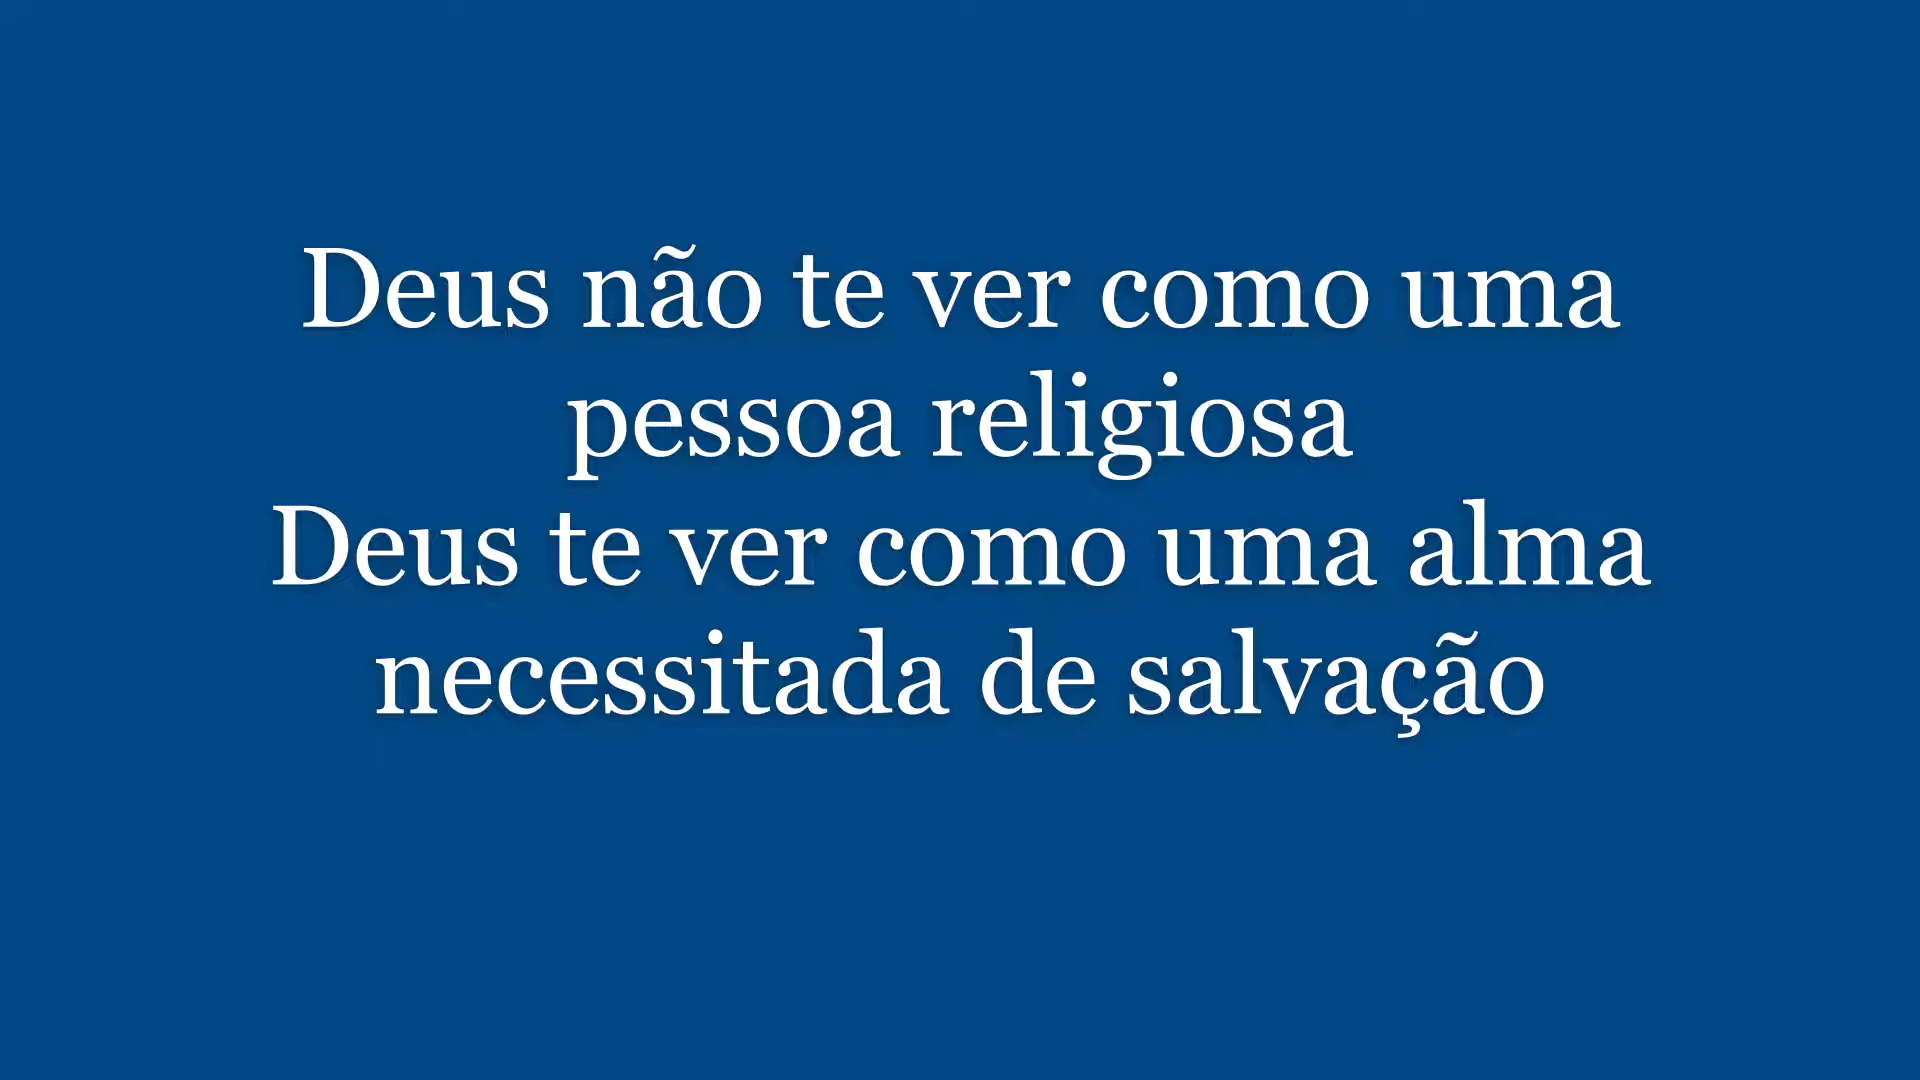 Deus não te ver como uma
pessoa religiosa
Deus te ver como uma alma
necessitada de salvação